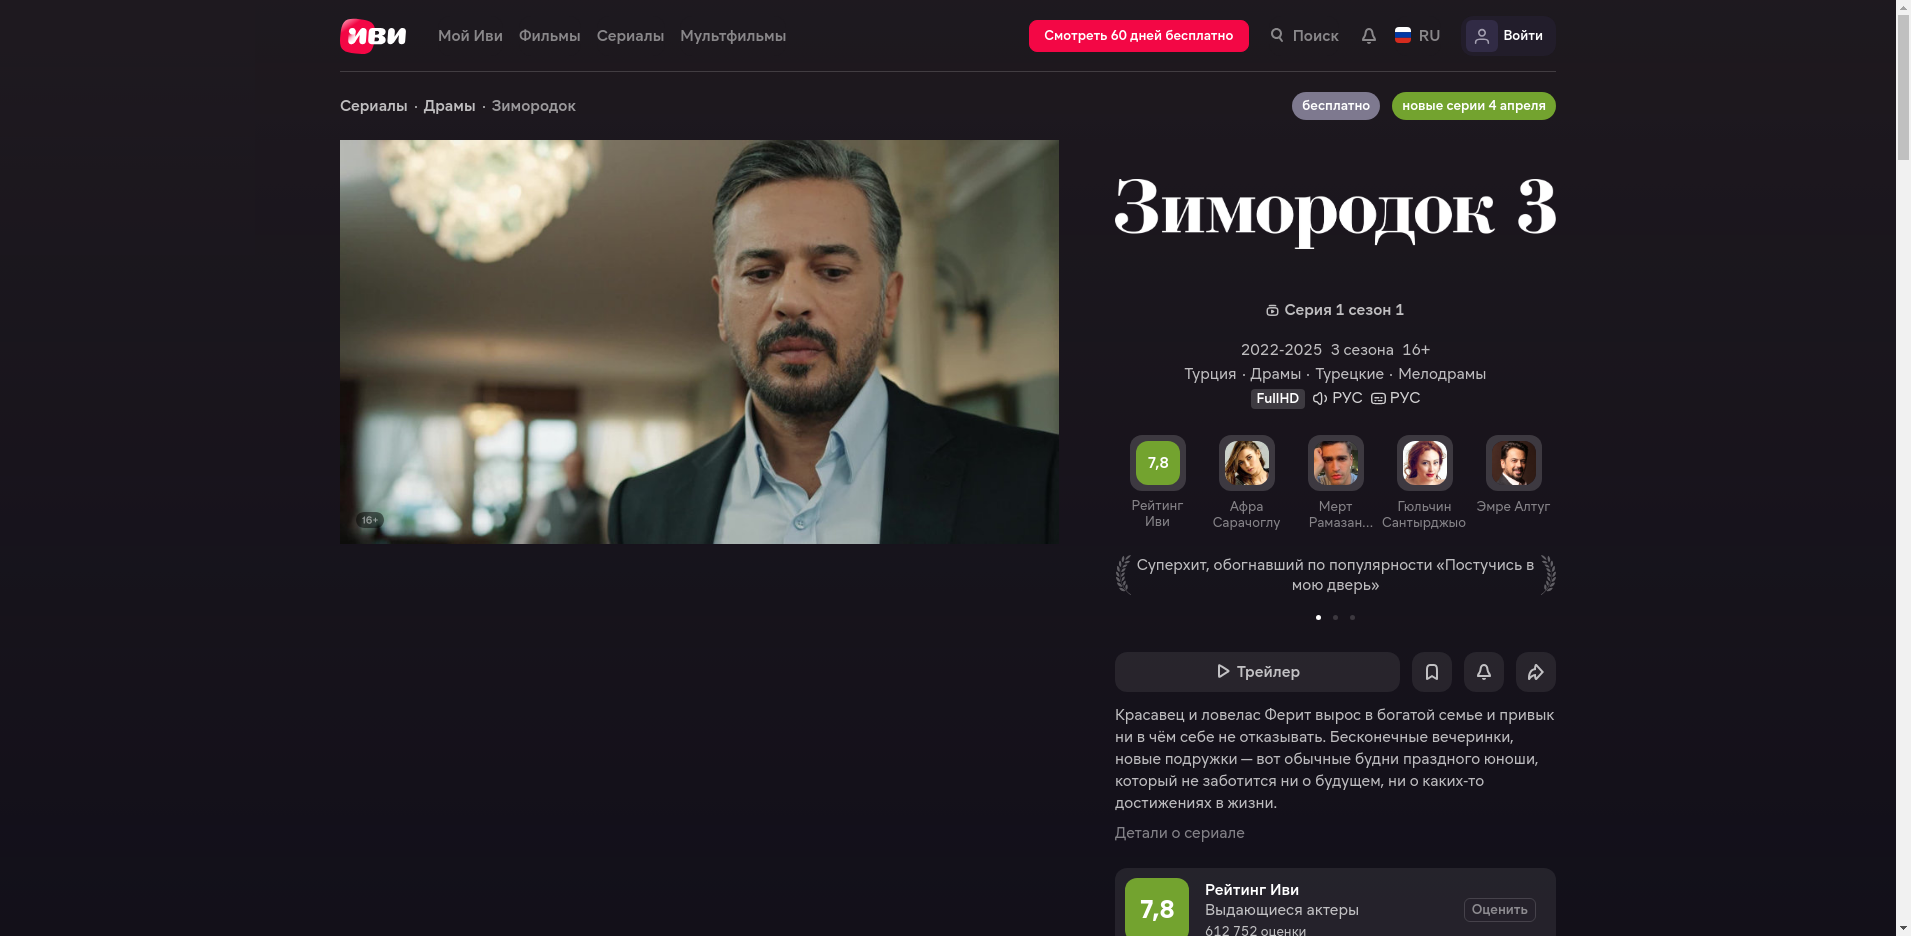 иви
Мой Иви
Фильмы
Сериалы
Мультфильмы
Смотреть 60 дней бесплатно
Поиск
RU
Войти
Сериалы · Драмы · Зимородок
бесплатно
новые серии 4 апреля
16+
Зимородок 3
Серия 1 сезон 1
2022-2025 3 сезона 16+
Турция · Драмы · Турецкие · Мелодрамы
FullHD РУС РУС
7,8
Рейтинг
Иви
Афра
Сарачоглу
Мерт
Рамазан...
Гюльчин
Сантырджыо
Эмре Алтуг
Суперхит, обогнавший по популярности «Постучись в
мою дверь»
Трейлер
Красавец и ловелас Ферит вырос в богатой семье и привык
ни в чём себе не отказывать. Бесконечные вечеринки,
новые подружки — вот обычные будни праздного юноши,
который не заботится ни о будущем, ни о каких-то
достижениях в жизни.
Детали о сериале
7,8
Рейтинг Иви
Выдающиеся актеры
612 752 оценки
Оценить